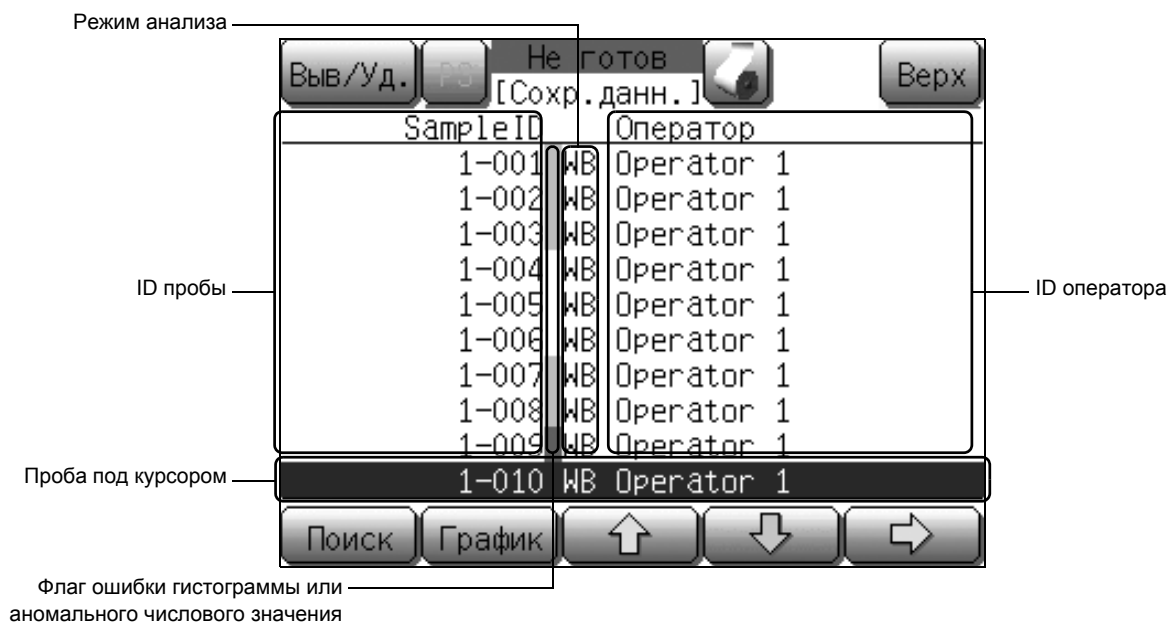 Режим анализа
Выв/Уд.
PC
Не готов
[Сохр.данн.]
Верх
SampleID Оператор
1-001 WB Operator 1
1-002 WB Operator 1
1-003 WB Operator 1
1-004 WB Operator 1
1-005 WB Operator 1
1-006 WB Operator 1
1-007 WB Operator 1
1-008 WB Operator 1
1-009 WB Operator 1
1-010 WB Operator 1
ID пробы
ID оператора
Проба под курсором
Поиск
График
Флаг ошибки гистограммы или
аномального числового значения